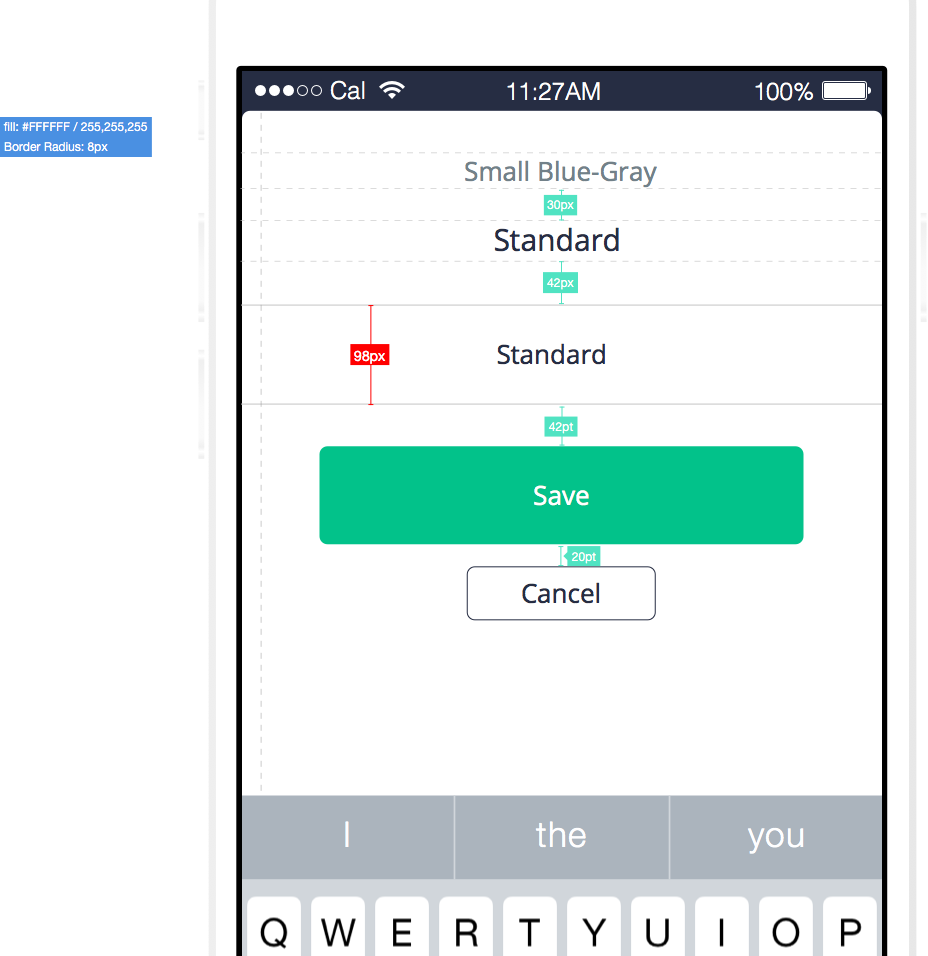 Cal 11:27AM 100%
fill: #FFFFFF / 255,255,255
Border Radius: 8px
Small Blue-Gray
30px
Standard
42px
98px Standard
42pt
Save
20pt
Cancel
I the you
Q W E R T Y U I O P